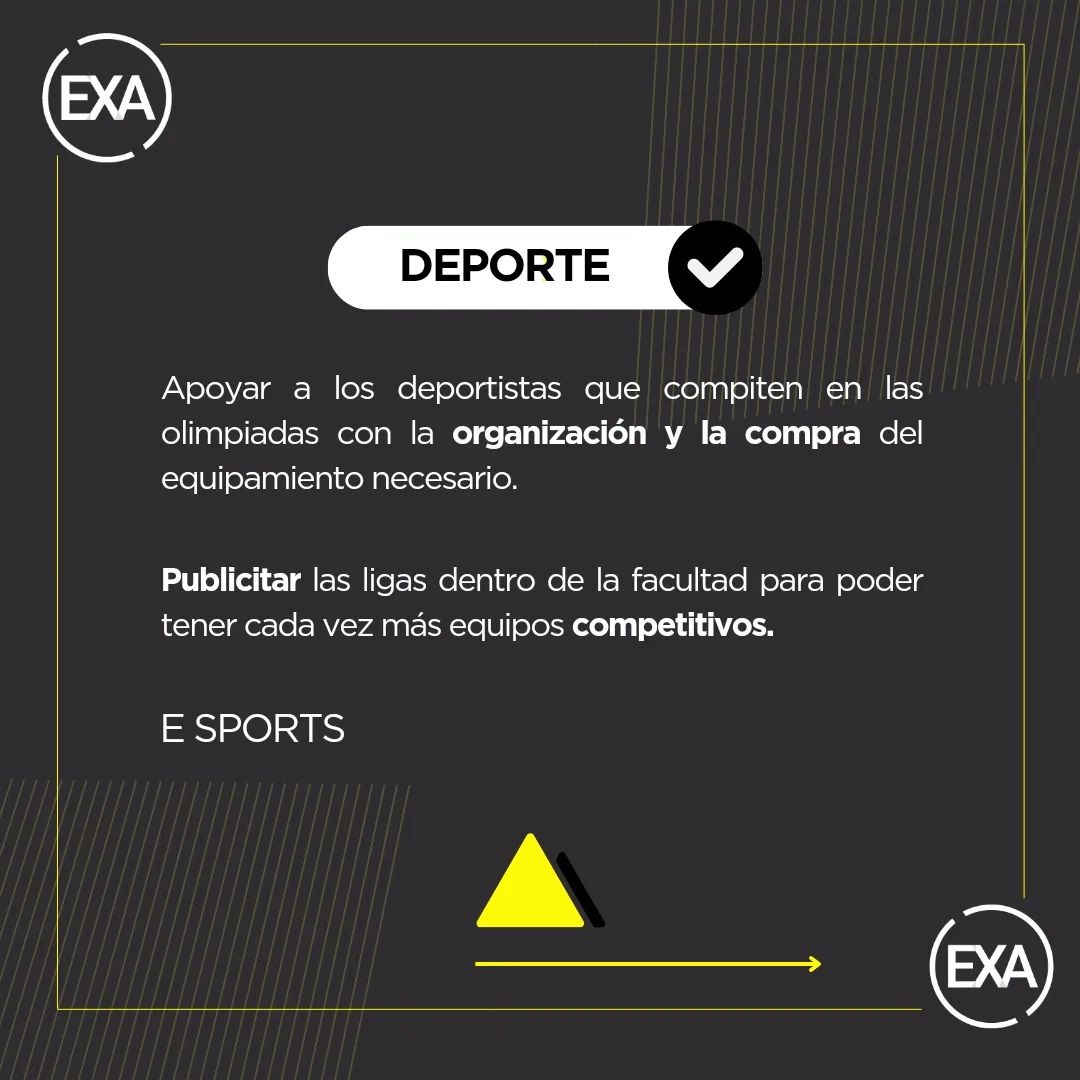 EXA
DEPORTE
Apoyar a los deportistas que compiten en las
olimpiadas con la organización y la compra del
equipamiento necesario.
Publicitar las ligas dentro de la facultad para poder
tener cada vez más equipos competitivos.
E SPORTS
EXA